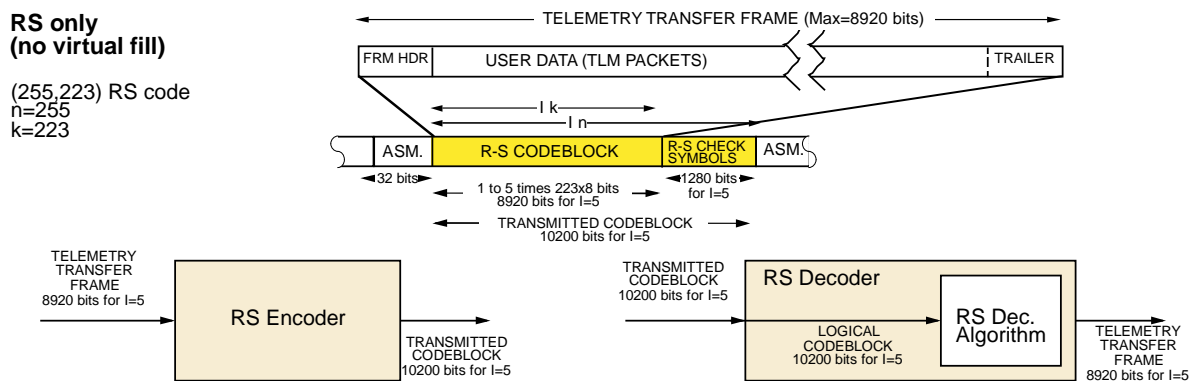 RS only
(no virtual fill)
(255,223) RS code
n=255
k=223
TELEMETRY TRANSFER FRAME (Max=8920 bits)
FRM HDR
USER DATA (TLM PACKETS)
TRAILER
I k
I n
ASM.
R-S CODEBLOCK
R-S CHECK
SYMBOLS
ASM.
32 bits
1 to 5 times 223x8 bits
8920 bits for I=5
1280 bits
for I=5
TRANSMITTED CODEBLOCK
10200 bits for I=5
TELEMETRY
TRANSFER
FRAME
8920 bits for I=5
RS Encoder
TRANSMITTED
CODEBLOCK
10200 bits for I=5
TRANSMITTED
CODEBLOCK
10200 bits for I=5
RS Decoder
LOGICAL
CODEBLOCK
10200 bits for I=5
RS Dec.
Algorithm
TELEMETRY
TRANSFER
FRAME
8920 bits for I=5